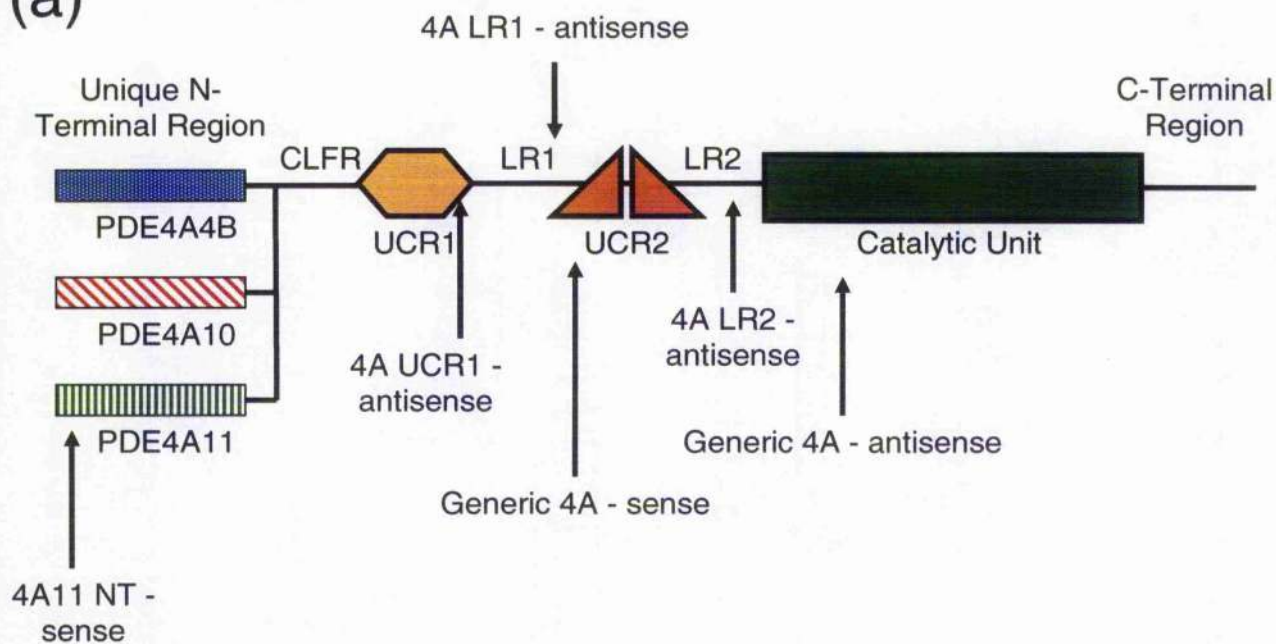 (a)
4A LR1 - antisense
Unique N-
Terminal Region
C-Terminal
Region
CLFR
LR1
LR2
PDE4A4B
UCR1
UCR2
Catalytic Unit
PDE4A10
4A LR2 -
antisense
4A UCR1 -
antisense
PDE4A11
Generic 4A - antisense
Generic 4A - sense
4A11 NT -
sense